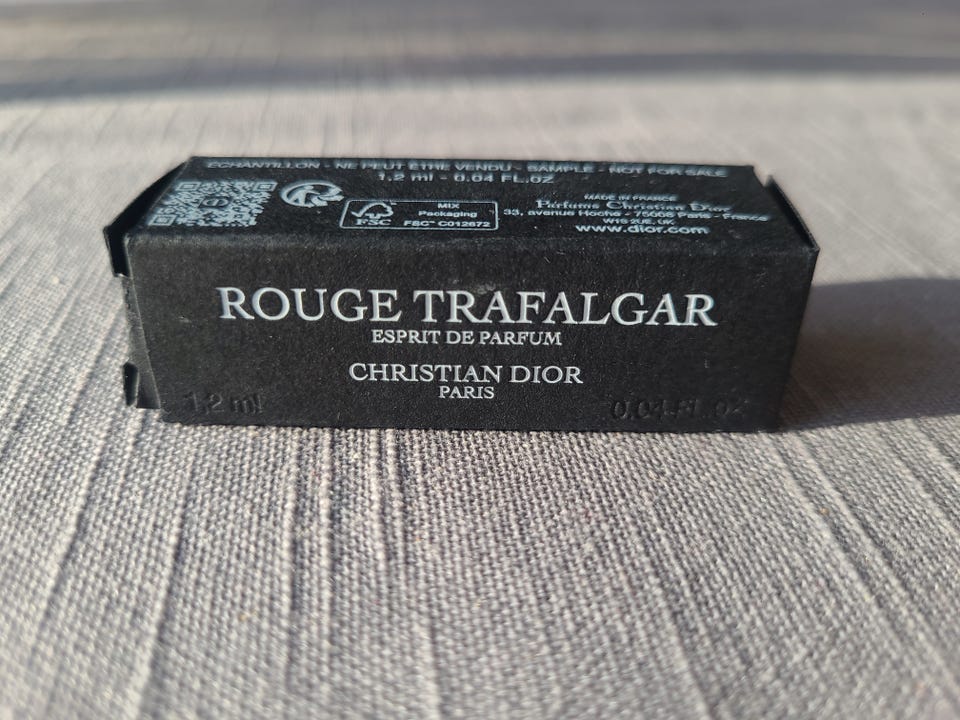 ÉCHANTILLON - NE PEUT ÊTRE VENDU - SAMPLE - NOT FOR SALE
1,2 ml - 0.04 FL.OZ
FSC
MIX
Packaging
FSC™ C012672
MADE IN FRANCE
Parfums Christian Dior
33, avenue Hoche - 75008 Paris - France
W1S 2UE, UK
www.dior.com
ROUGE TRAFALGAR
ESPRIT DE PARFUM
CHRISTIAN DIOR
PARIS
1,2 ml
0.04 FL.OZ